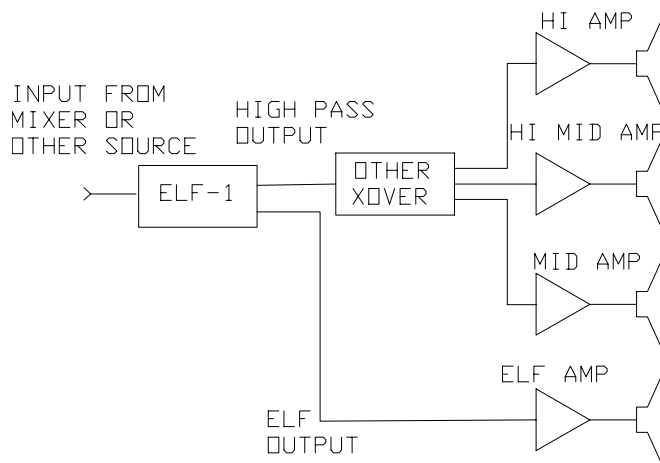 HI AMP
INPUT FROM
MIXER OR
OTHER SOURCE
HIGH PASS
OUTPUT
HI MID AMP
ELF-1
OTHER
XOVER
MID AMP
ELF AMP
ELF
OUTPUT